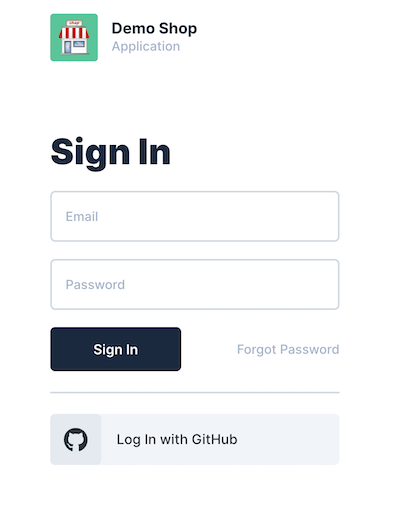 Demo Shop
Application
Sign In
Email
Password
Sign In
Forgot Password
Log In with GitHub